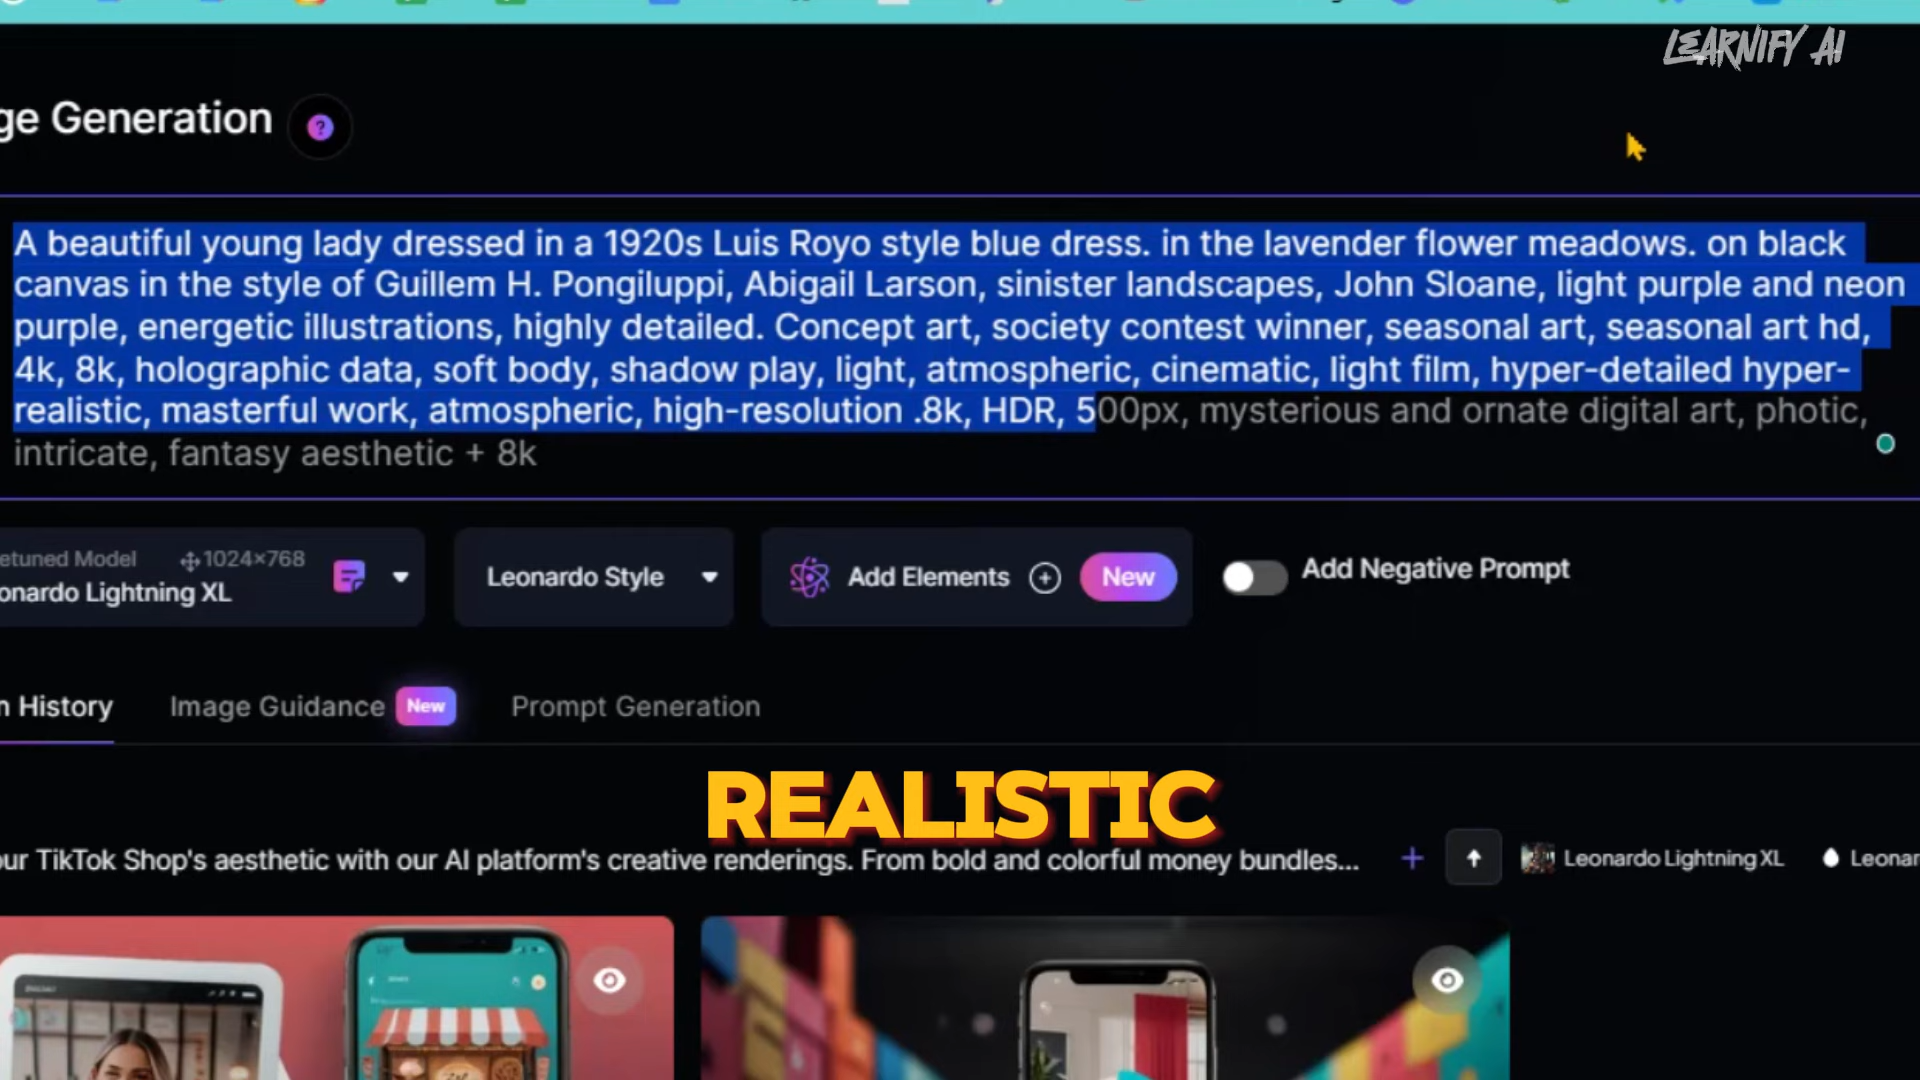 LEARNIFY AI
ge Generation
?
A beautiful young lady dressed in a 1920s Luis Royo style blue dress. in the lavender flower meadows. on black
canvas in the style of Guillem H. Pongiluppi, Abigail Larson, sinister landscapes, John Sloane, light purple and neon
purple, energetic illustrations, highly detailed. Concept art, society contest winner, seasonal art, seasonal art hd,
4k, 8k, holographic data, soft body, shadow play, light, atmospheric, cinematic, light film, hyper-detailed hyper-
realistic, masterful work, atmospheric, high-resolution .8k, HDR, 500px, mysterious and ornate digital art, photic,
intricate, fantasy aesthetic + 8k
etuned Model 1024×768
onardo Lightning XL
Leonardo Style
Add Elements
New
Add Negative Prompt
n History
Image Guidance New
Prompt Generation
REALISTIC
our TikTok Shop's aesthetic with our AI platform's creative renderings. From bold and colorful money bundles...
Leonardo Lightning XL
Leonar